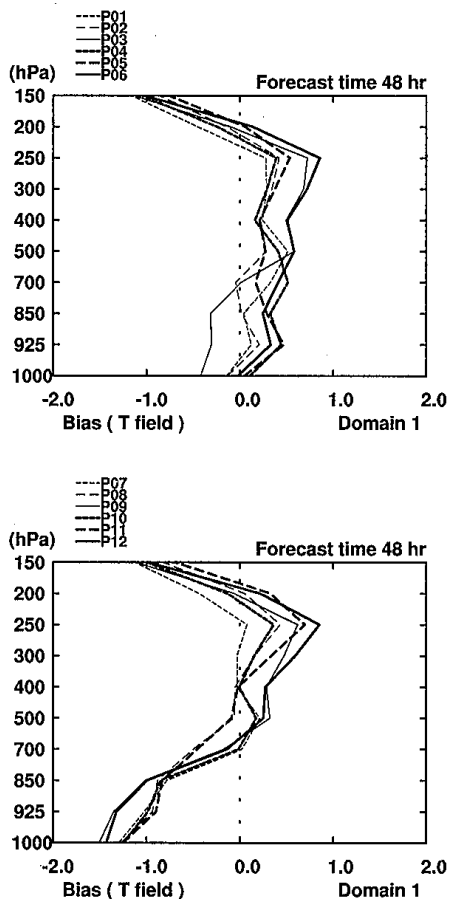 P01
P02
P03
P04
P05
P06
(hPa)
Forecast time 48 hr
150
200
250
300
400
500
700
850
925
1000
-2.0 -1.0 0.0 1.0 2.0
Bias ( T field ) Domain 1
P07
P08
P09
P10
P11
P12
(hPa)
Forecast time 48 hr
150
200
250
300
400
500
700
850
925
1000
-2.0 -1.0 0.0 1.0 2.0
Bias ( T field ) Domain 1